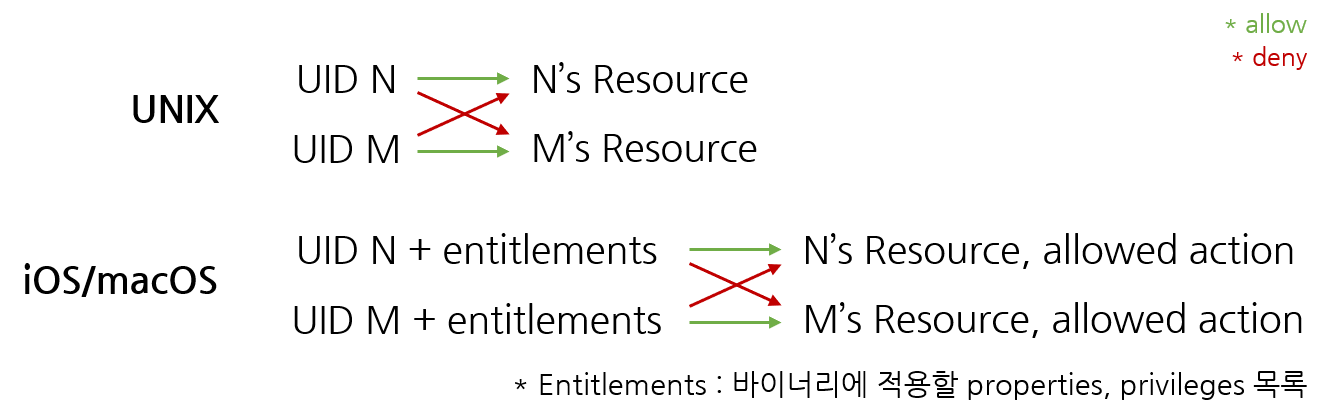 * allow
* deny
UNIX
UID N
N’s Resource
UID M
M’s Resource
iOS/macOS
UID N + entitlements
N’s Resource, allowed action
UID M + entitlements
M’s Resource, allowed action
* Entitlements : 바이너리에 적용할 properties, privileges 목록